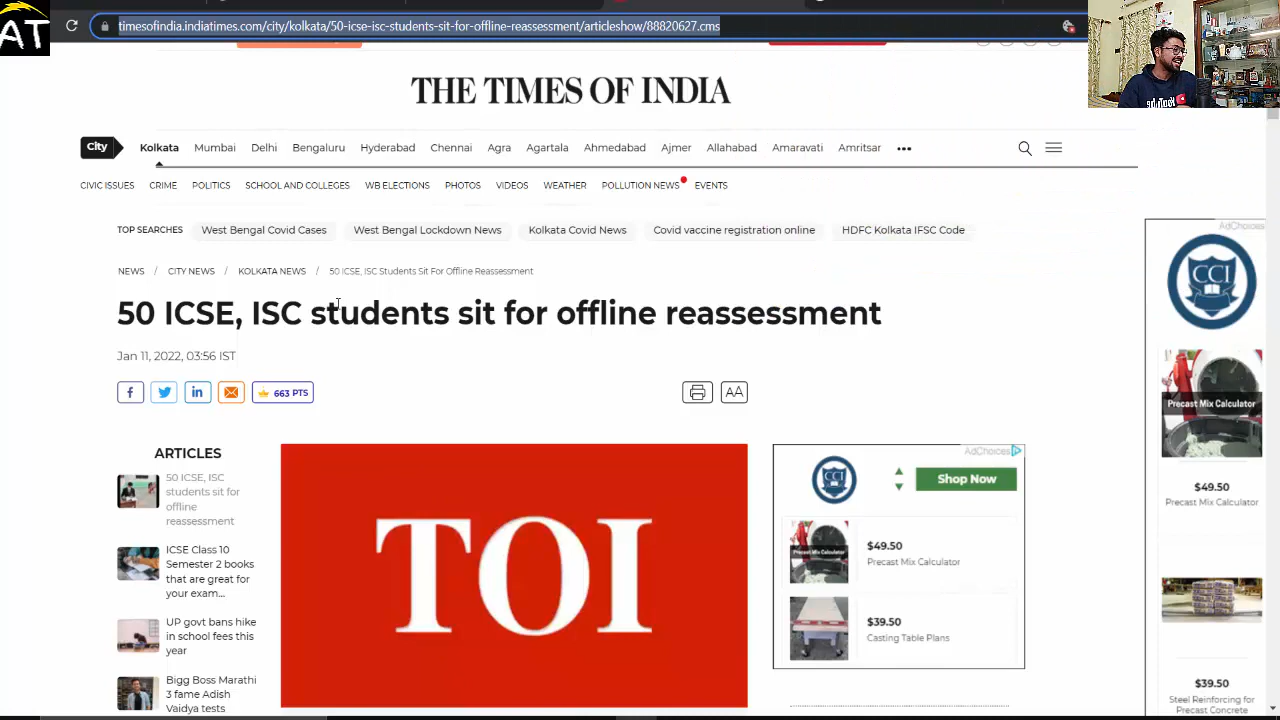 AT
timesofindia.indiatimes.com/city/kolkata/50-icse-isc-students-sit-for-offline-reassessment/articleshow/88820627.cms
THE TIMES OF INDIA
City
Kolkata Mumbai Delhi Bengaluru Hyderabad Chennai Agra Agartala Ahmedabad Ajmer Allahabad Amaravati Amritsar •••
CIVIC ISSUES CRIME POLITICS SCHOOL AND COLLEGES WB ELECTIONS PHOTOS VIDEOS WEATHER POLLUTION NEWS EVENTS
TOP SEARCHES West Bengal Covid Cases West Bengal Lockdown News Kolkata Covid News Covid vaccine registration online HDFC Kolkata IFSC Code
NEWS / CITY NEWS / KOLKATA NEWS / 50 ICSE, ISC Students Sit For Offline Reassessment
50 ICSE, ISC students sit for offline reassessment
Jan 11, 2022, 03:56 IST
663 PTS
AA
ARTICLES
50 ICSE, ISC
students sit for
offline
reassessment
ICSE Class 10
Semester 2 books
that are great for
your exam...
UP govt bans hike
in school fees this
year
Bigg Boss Marathi
3 fame Adish
Vaidya tests
TOI
AdChoices
CCI
Shop Now
Precast Mix Calculator
$49.50
Precast Mix Calculator
$39.50
Casting Table Plans
AdChoices
CCI
Precast Mix Calculator
$49.50
Precast Mix Calculator
$39.50
Steel Reinforcing for
Precast Concrete